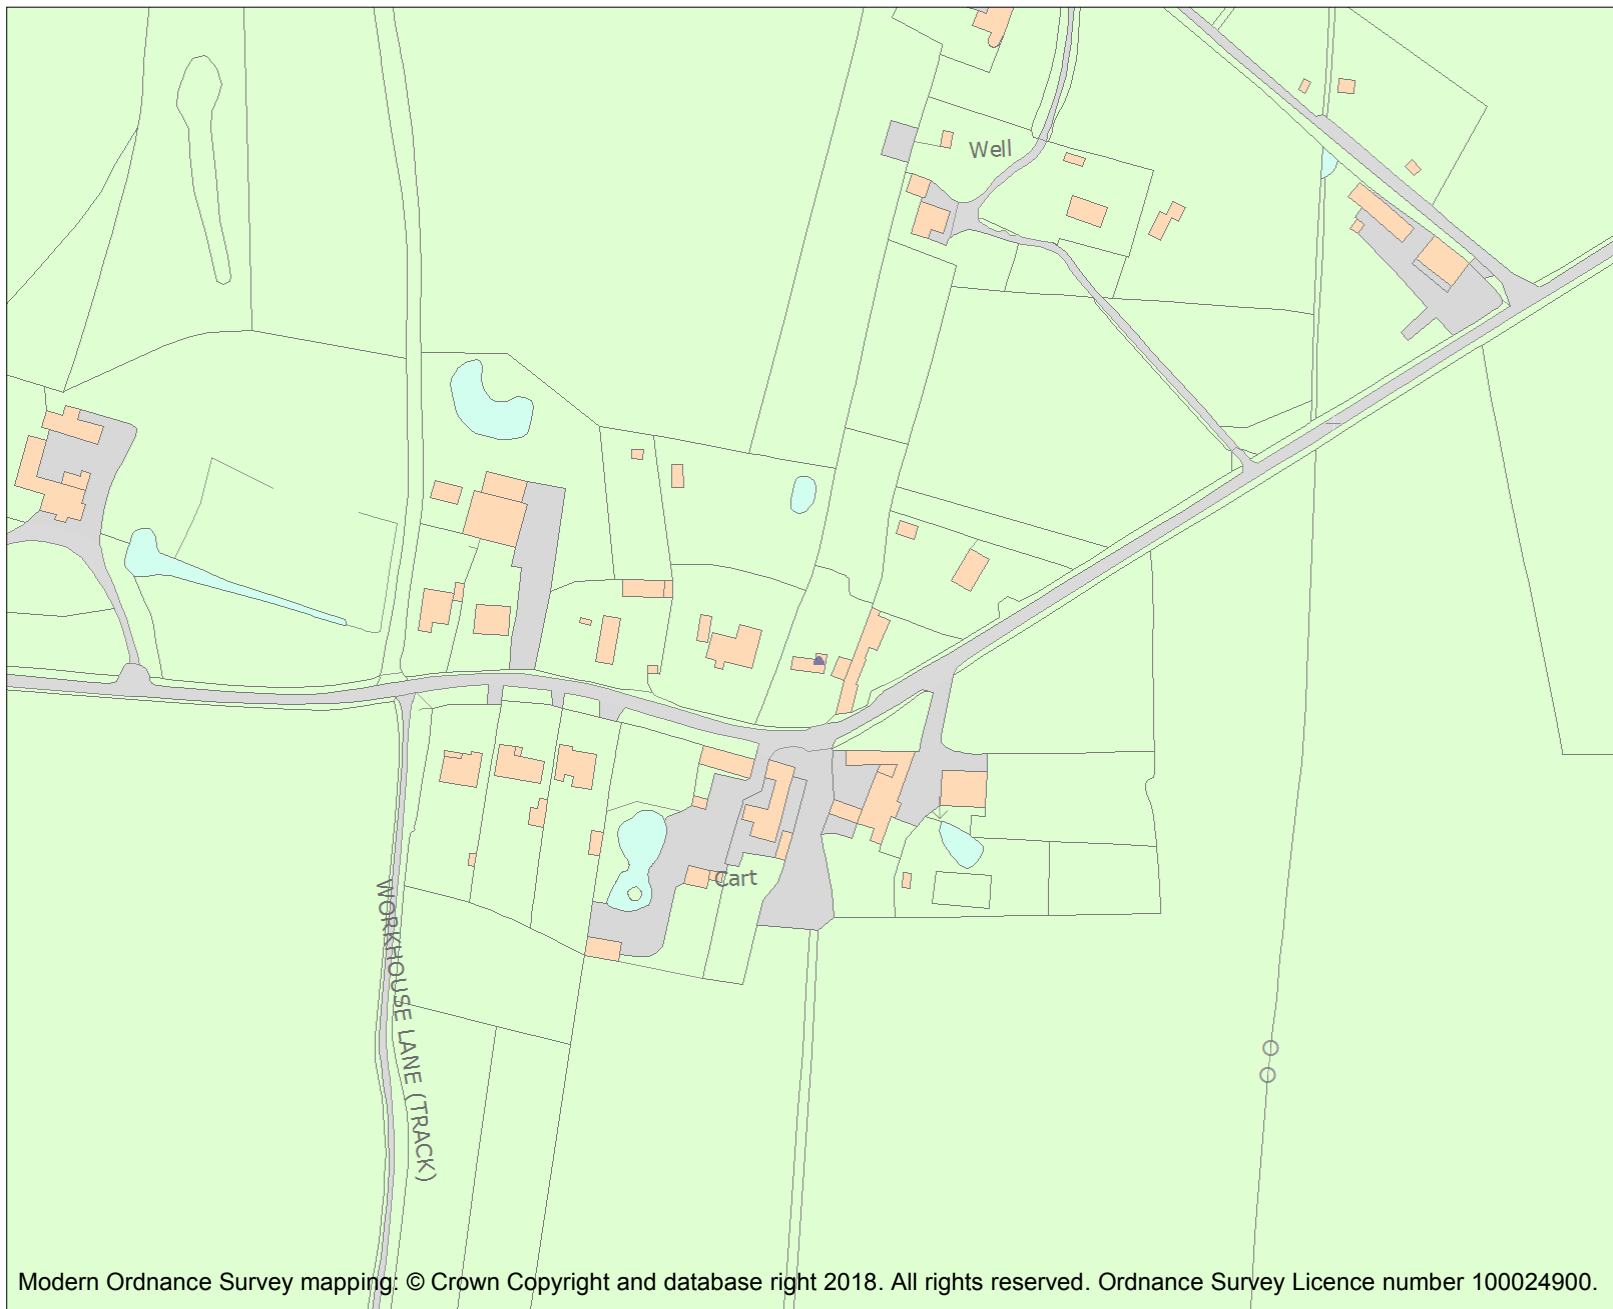 Well
Cart
WORKHOUSE LANE (TRACK)
Modern Ordnance Survey mapping: © Crown Copyright and database right 2018. All rights reserved. Ordnance Survey Licence number 100024900.